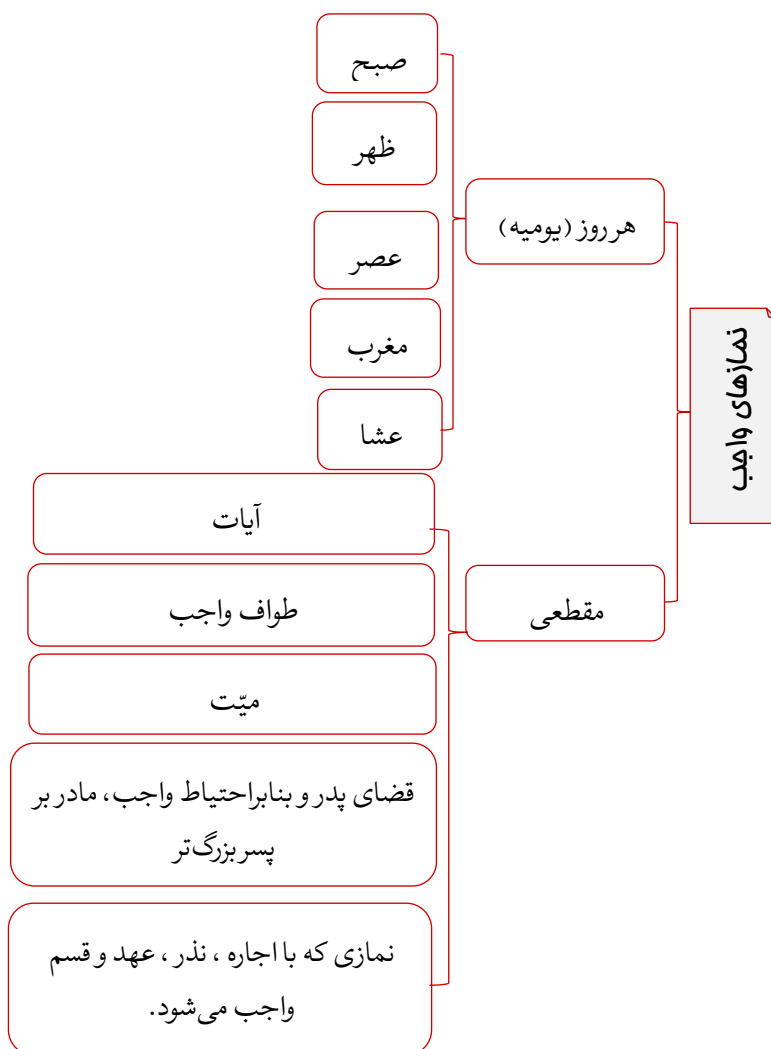 نمازهای واجب
هر روز (یومیه)
صبح
ظهر
عصر
مغرب
عشا
مقطعی
آیات
طواف واجب
میّت
قضای پدر و بنابراحتیاط واجب، مادر بر
پسر بزرگ‌تر
نمازی که با اجاره ، نذر ، عهد و قسم
واجب می‌شود.